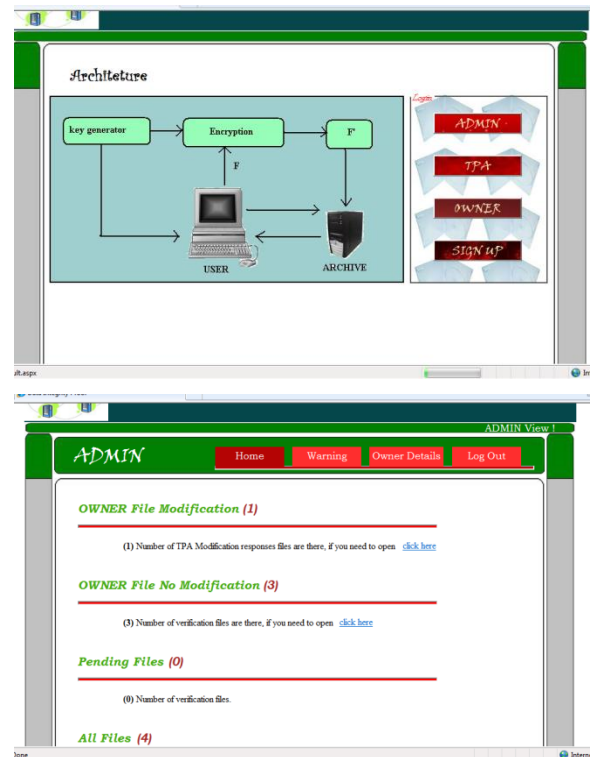 Architeture
Login
key generator
Encryption
F'
ADMIN
F
TPA
OWNER
USER
ARCHIVE
SIGN UP
ult.aspx
In
ADMIN View !
ADMIN
Home
Warning
Owner Details
Log Out
OWNER File Modification (1)
(1) Number of TPA Modification responses files are there, if you need to open click here
OWNER File No Modification (3)
(3) Number of verification files are there, if you need to open click here
Pending Files (0)
(0) Number of verification files.
All Files (4)
Done
Intern